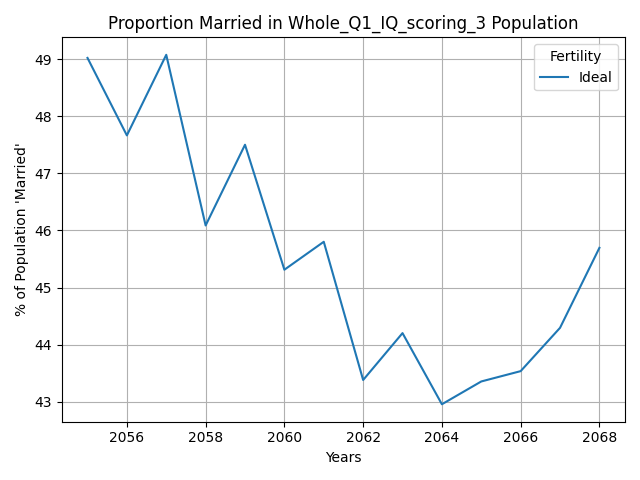 Proportion Married in Whole_Q1_IQ_scoring_3 Population
Fertility
Ideal
49
48
47
46
45
44
43
% of Population 'Married'
2056 2058 2060 2062 2064 2066 2068
Years